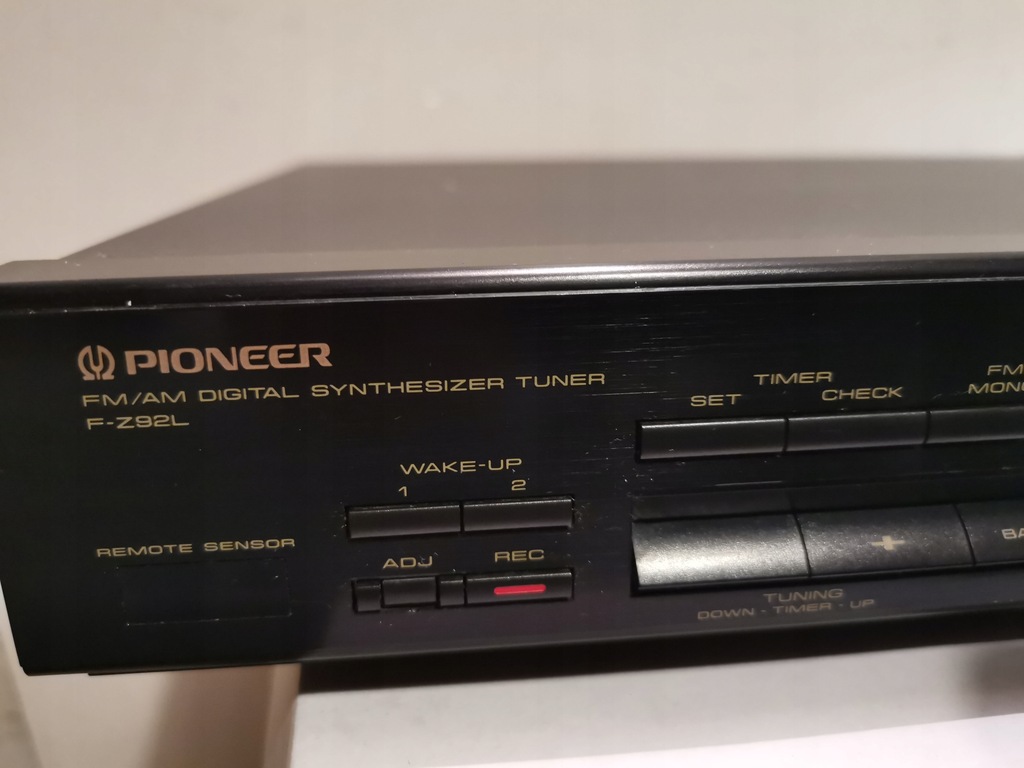 PIONEER
FM/AM DIGITAL SYNTHESIZER TUNER
F-Z92L
TIMER
SET CHECK
FM
WAKE-UP
1 2
REMOTE SENSOR
ADJ REC
+
TUNING
DOWN - TIMER - UP